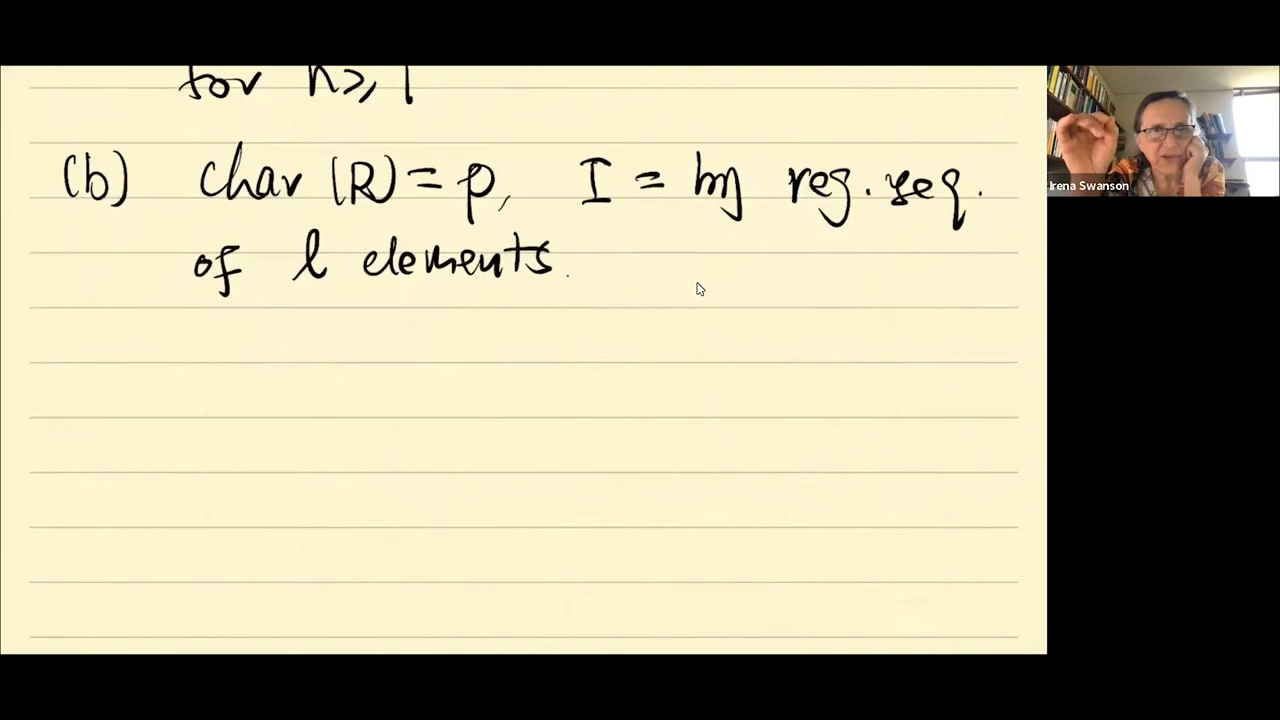 for n ≥ 1
(b) char (R) = p, I = by reg. seq.
of l elements.
Irena Swanson